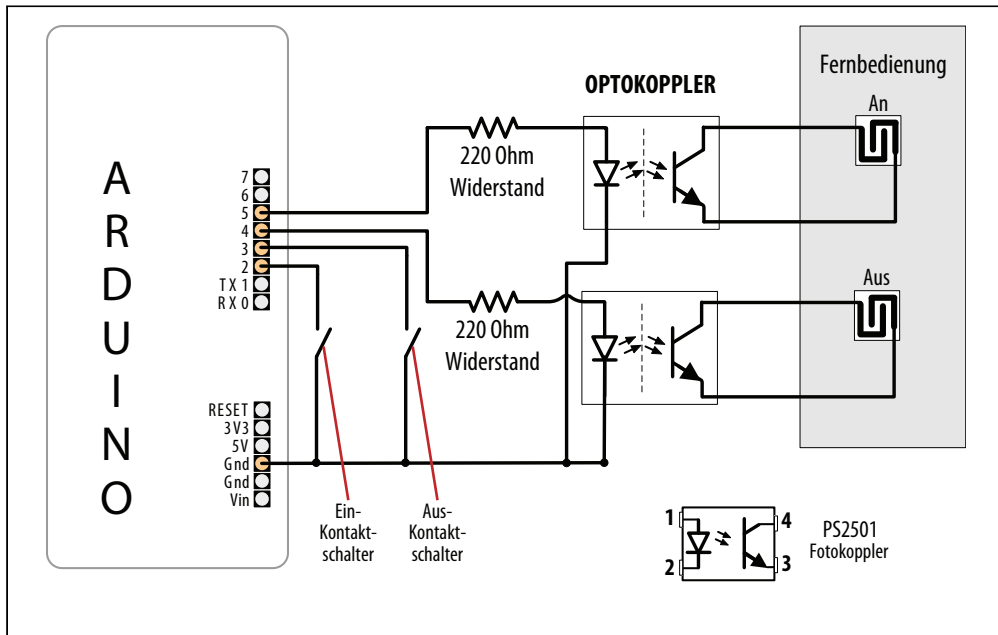 ARDUINO
7
6
5
4
3
2
TX 1
RX 0
RESET
3V3
5V
Gnd
Gnd
Vin
220 Ohm
Widerstand
220 Ohm
Widerstand
OPTOKOPPLER
Fernbedienung
An
Aus
Ein-
Kontakt-
schalter
Aus-
Kontakt-
schalter
1
2
4
3
PS2501
Fotokoppler